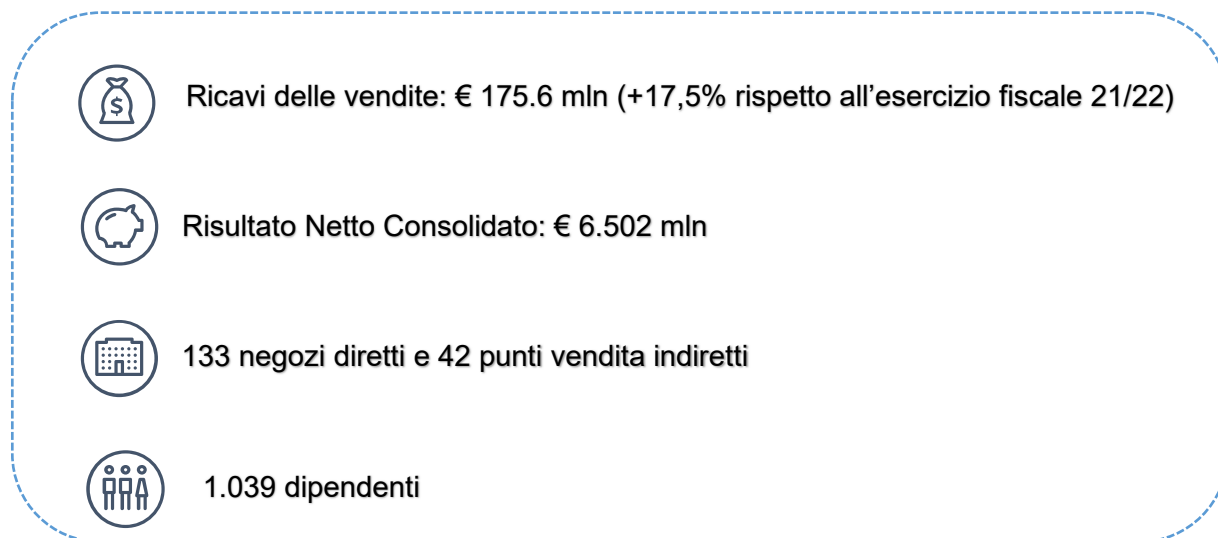 Ricavi delle vendite: € 175.6 mln (+17,5% rispetto all’esercizio fiscale 21/22)
Risultato Netto Consolidato: € 6.502 mln
133 negozi diretti e 42 punti vendita indiretti
1.039 dipendenti